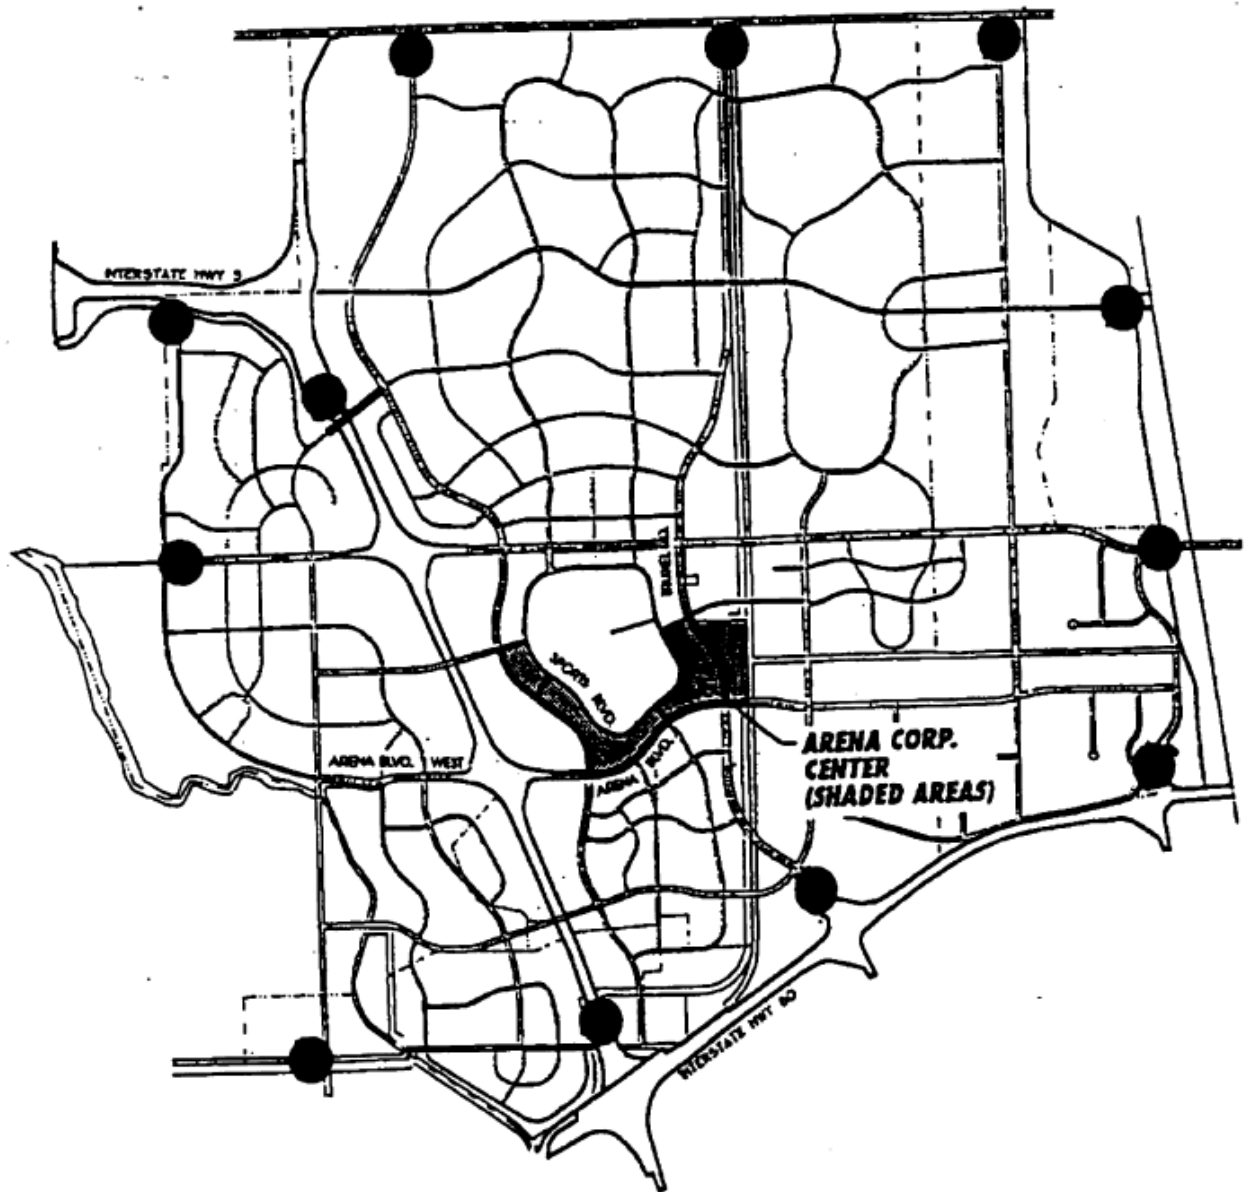 INTERSTATE HWY 5
SPORTS BLVD.
ARENA BLVD. WEST
ARENA BLVD.
ARENA CORP.
CENTER
(SHADED AREAS)
INTERSTATE HWY 80